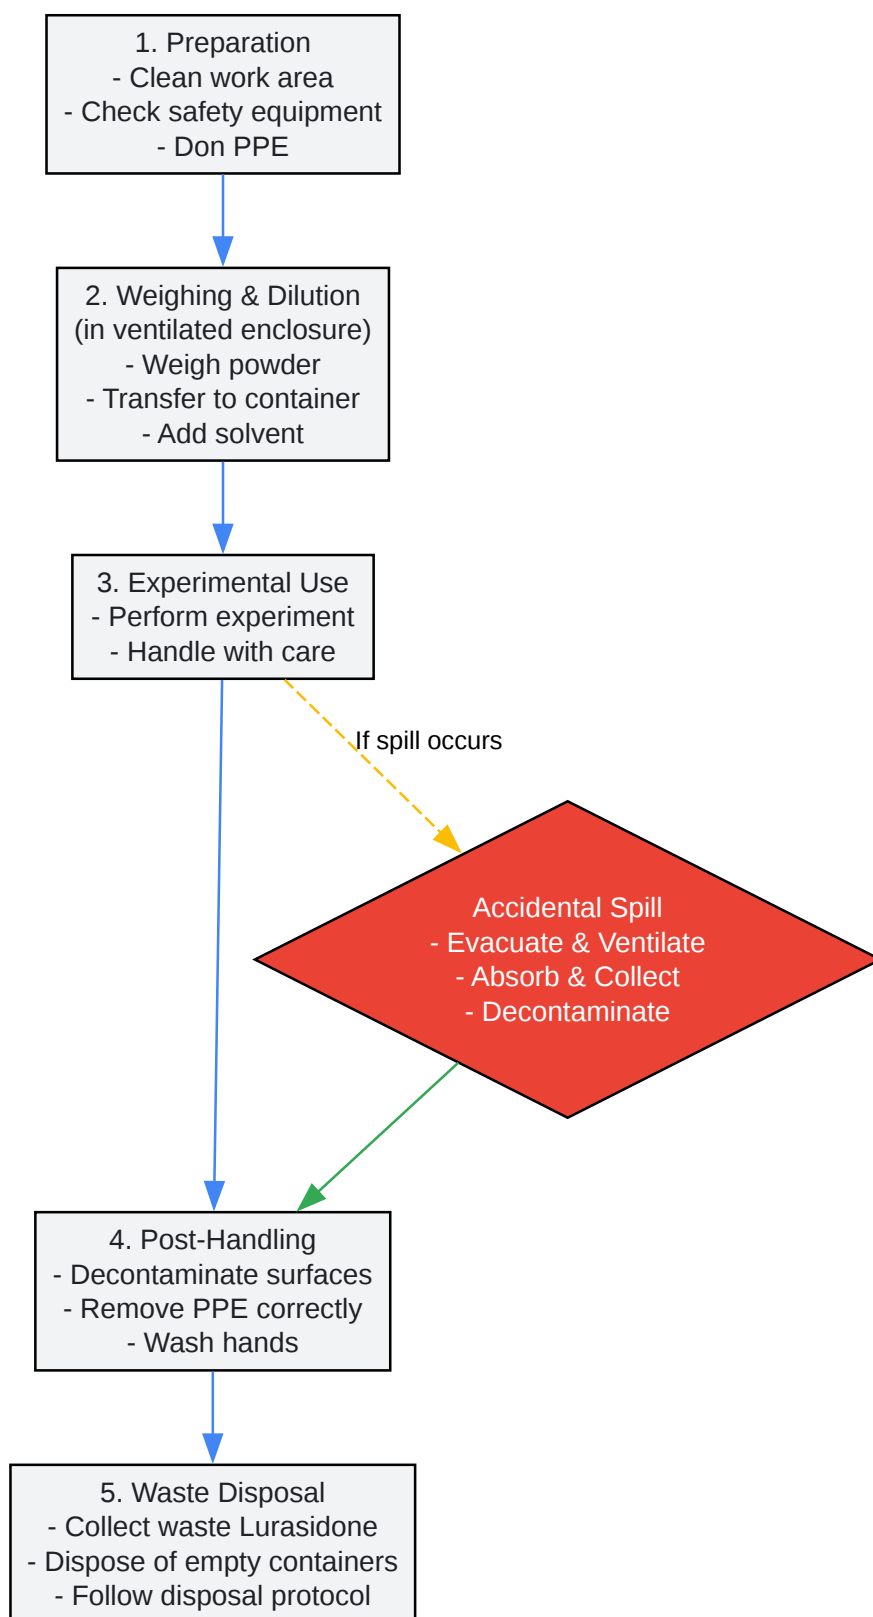 1. Preparation
- Clean work area
- Check safety equipment
- Don PPE
2. Weighing & Dilution
(in ventilated enclosure)
- Weigh powder
- Transfer to container
- Add solvent
3. Experimental Use
- Perform experiment
- Handle with care
If spill occurs
Accidental Spill
- Evacuate & Ventilate
- Absorb & Collect
- Decontaminate
4. Post-Handling
- Decontaminate surfaces
- Remove PPE correctly
- Wash hands
5. Waste Disposal
- Collect waste Lurasidone
- Dispose of empty containers
- Follow disposal protocol